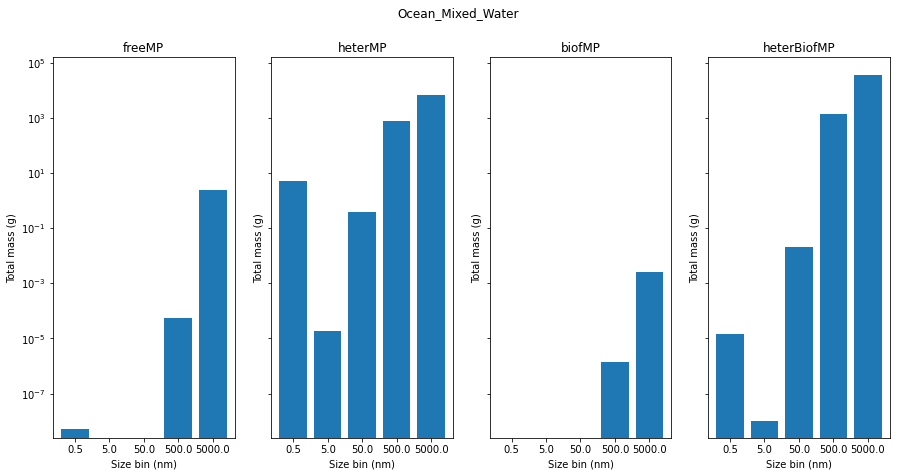 Ocean_Mixed_Water
freeMP
heterMP
biofMP
heterBiofMP
10^5
10^3
10^1
10^-1
10^-3
10^-5
10^-7
Total mass (g)
Total mass (g)
Total mass (g)
Total mass (g)
0.5 5.0 50.0 500.0 5000.0
0.5 5.0 50.0 500.0 5000.0
0.5 5.0 50.0 500.0 5000.0
0.5 5.0 50.0 500.0 5000.0
Size bin (nm)
Size bin (nm)
Size bin (nm)
Size bin (nm)